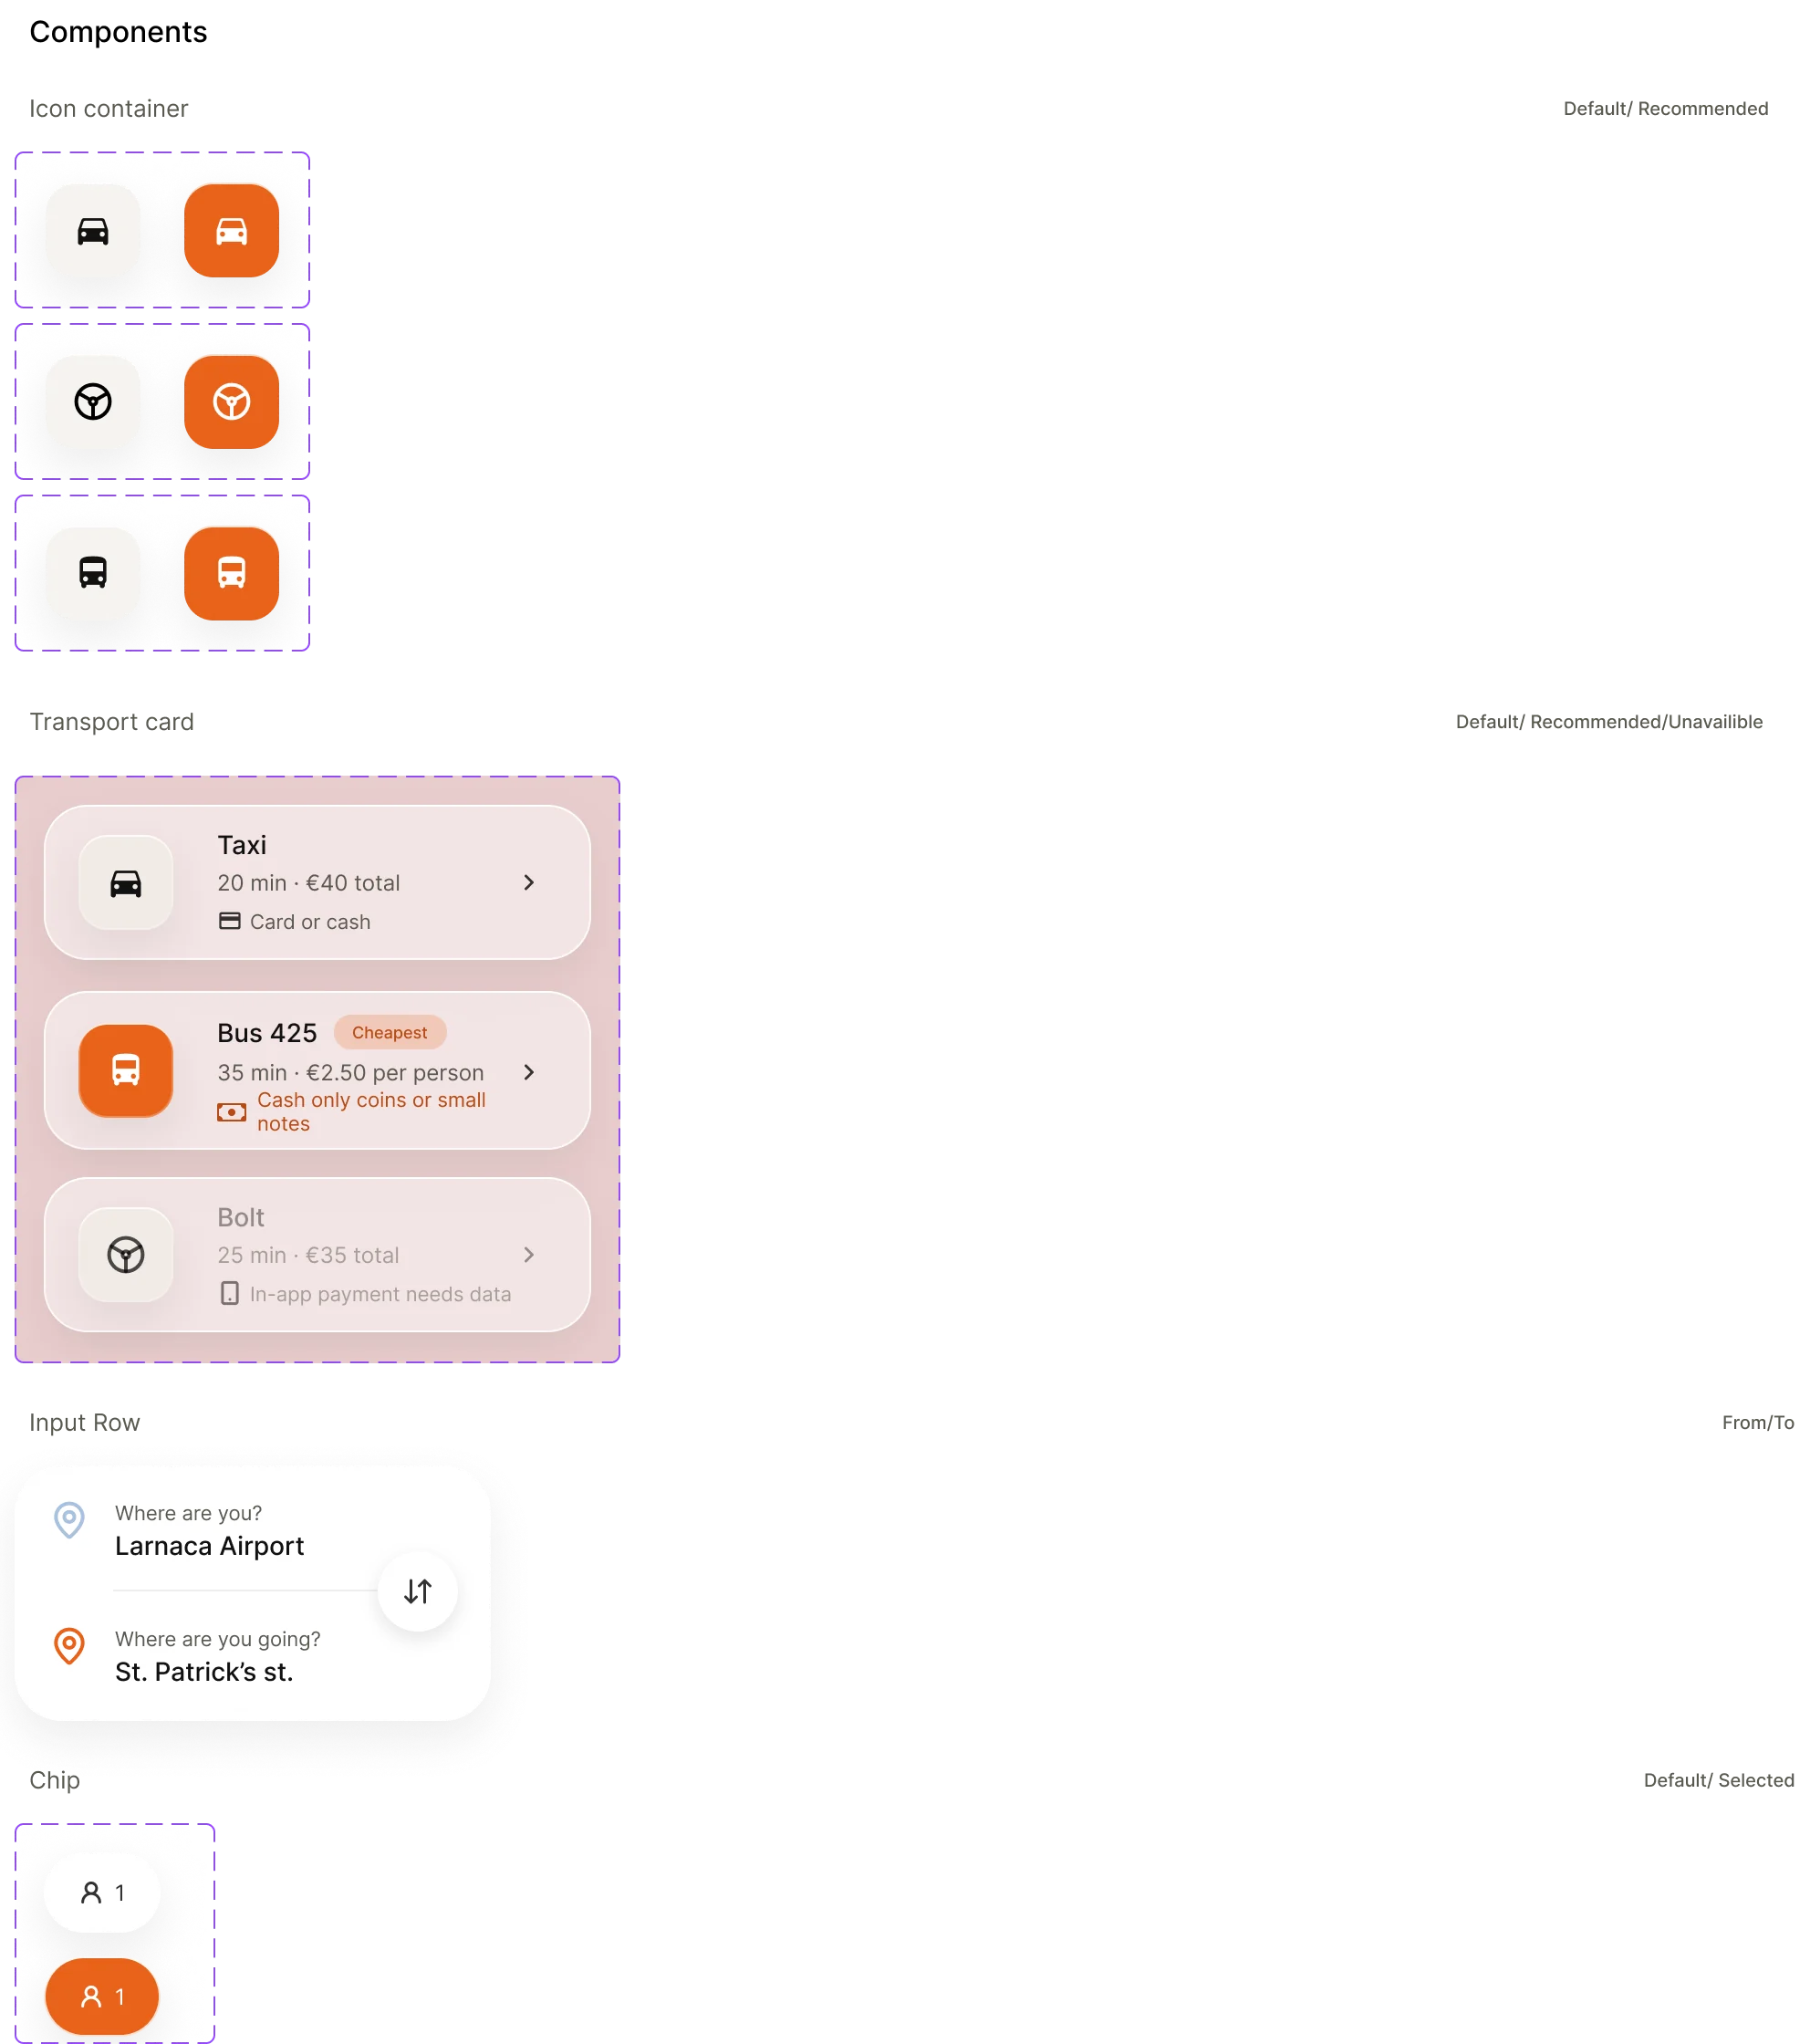 Components
Icon container
Default/ Recommended
Transport card
Default/ Recommended/Unavailible
Taxi
20 min · €40 total
Card or cash
Bus 425
Cheapest
35 min · €2.50 per person
Cash only coins or small
notes
Bolt
25 min · €35 total
In-app payment needs data
Input Row
From/To
Where are you?
Larnaca Airport
Where are you going?
St. Patrick’s st.
Chip
Default/ Selected
1
1